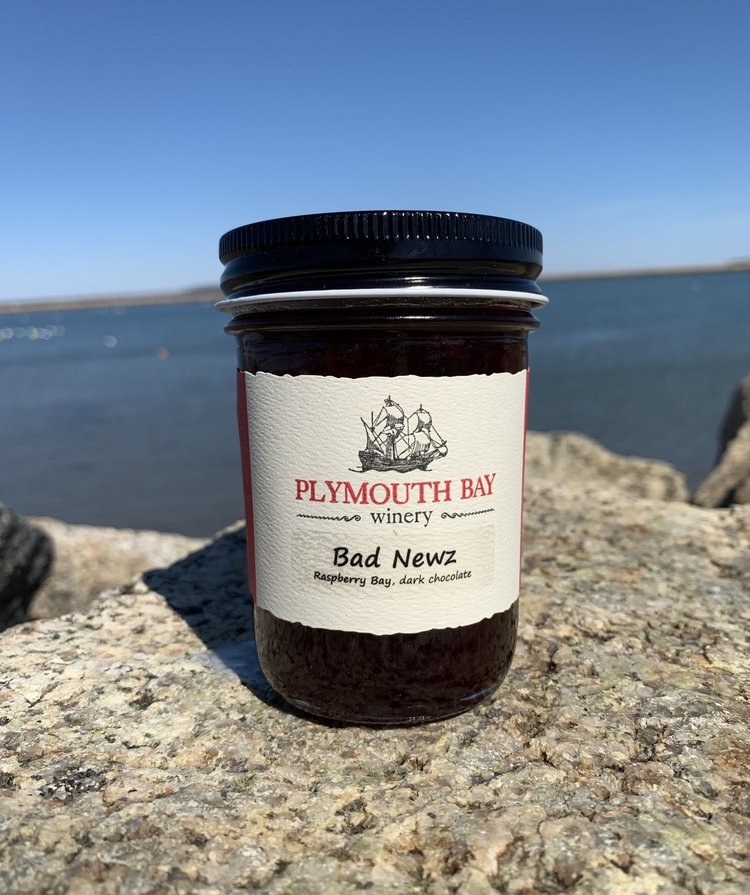 PLYMOUTH BAY
winery
Bad Newz
Raspberry Bay, dark chocolate